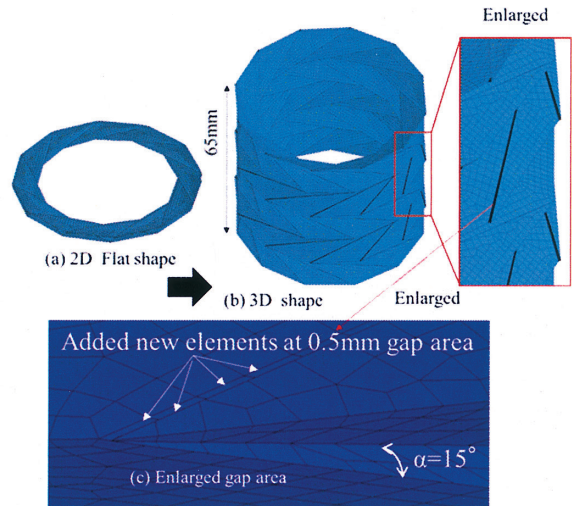 Enlarged
65mm
(a) 2D Flat shape
(b) 3D shape
Enlarged
Added new elements at 0.5mm gap area
α=15°
(c) Enlarged gap area